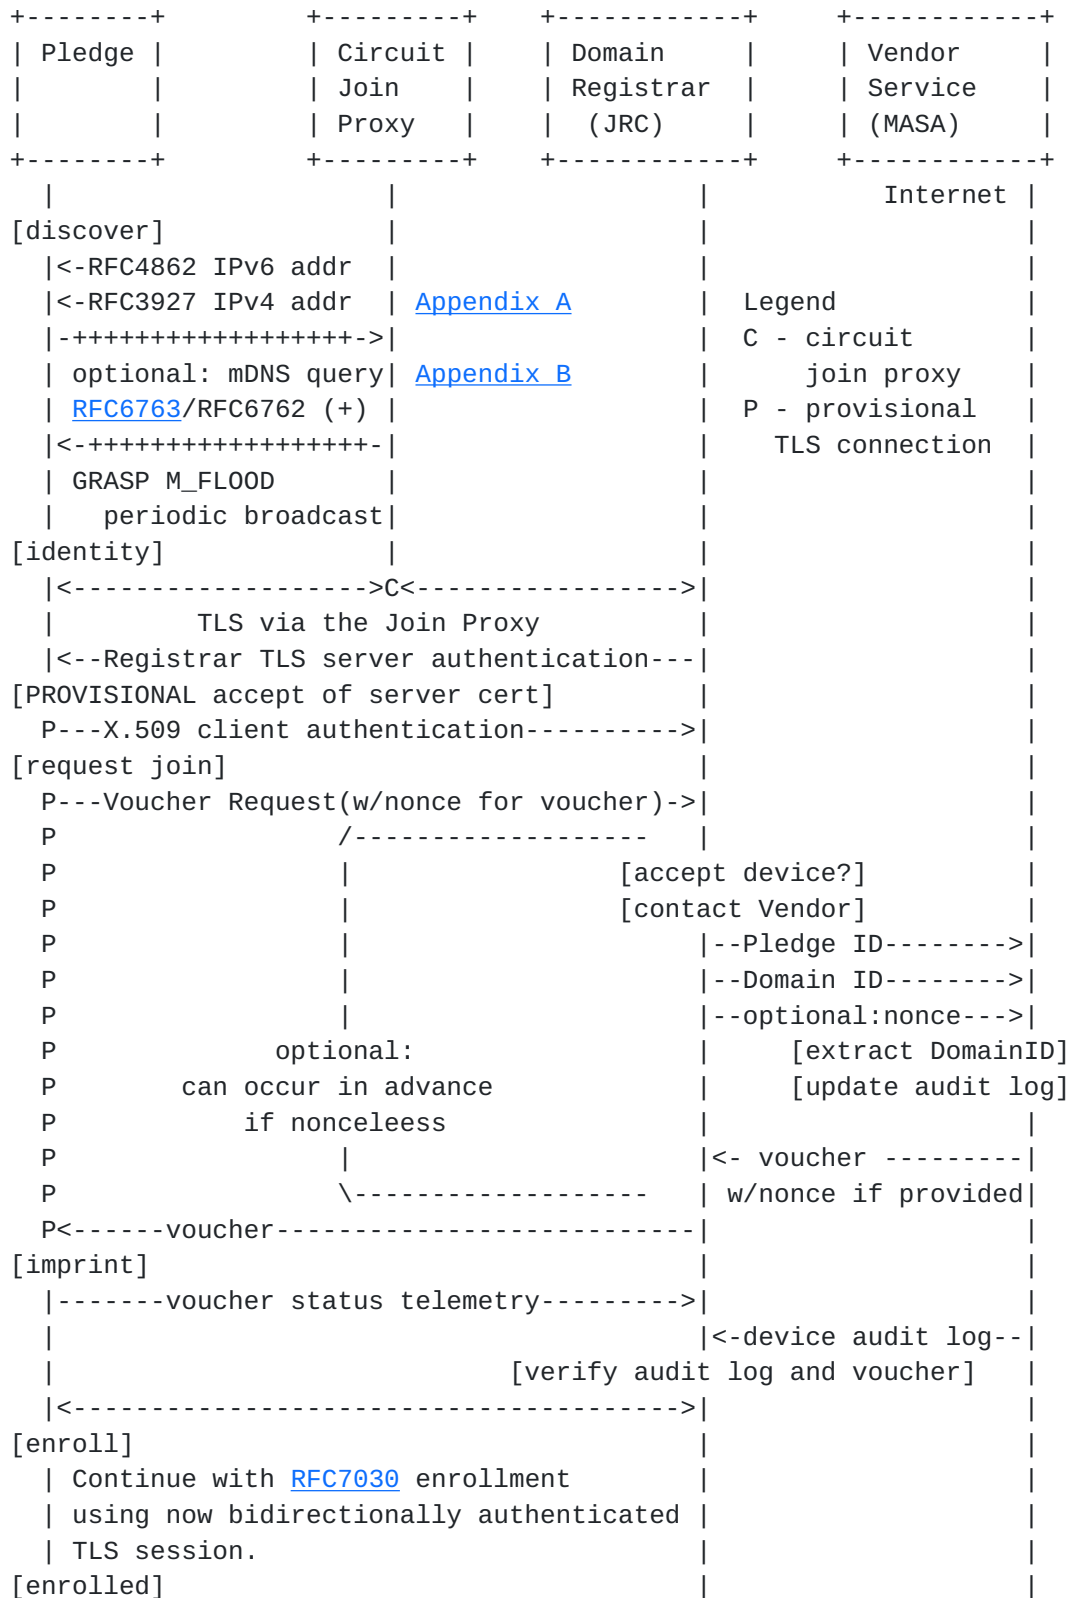 +--------+         +---------+    +------------+     +------------+
| Pledge |         | Circuit |    | Domain     |     | Vendor     |
|        |         | Join    |    | Registrar  |     | Service    |
|        |         | Proxy   |    |  (JRC)     |     | (MASA)     |
+--------+         +---------+    +------------+     +------------+
  |                     |                   |           Internet |
[discover]              |                   |                    |
  |<-RFC4862 IPv6 addr  |                   |                    |
  |<-RFC3927 IPv4 addr  | Appendix A        |  Legend            |
  |-++++++++++++++++++->|                   |  C - circuit       |
  | optional: mDNS query| Appendix B        |      join proxy    |
  | RFC6763/RFC6762 (+) |                   |  P - provisional   |
  |<-++++++++++++++++++-|                   |    TLS connection  |
  | GRASP M_FLOOD       |                   |                    |
  |   periodic broadcast|                   |                    |
[identity]              |                   |                    |
  |<------------------->C<----------------->|                    |
  |         TLS via the Join Proxy          |                    |
  |<--Registrar TLS server authentication---|                    |
[PROVISIONAL accept of server cert]         |                    |
  P---X.509 client authentication---------->|                    |
[request join]                              |                    |
  P---Voucher Request(w/nonce for voucher)->|                    |
  P                  /-------------------   |                    |
  P                  |                 [accept device?]          |
  P                  |                 [contact Vendor]          |
  P                  |                      |--Pledge ID-------->|
  P                  |                      |--Domain ID-------->|
  P                  |                      |--optional:nonce--->|
  P              optional:                  |     [extract DomainID]
  P        can occur in advance             |     [update audit log]
  P            if nonceleess                |                    |
  P                  |                      |<- voucher ---------|
  P                  \-------------------   | w/nonce if provided|
  P<------voucher---------------------------|                    |
[imprint]                                   |                    |
  |-------voucher status telemetry--------->|                    |
  |                                         |<-device audit log--|
  |                             [verify audit log and voucher]   |
  |<--------------------------------------->|                    |
[enroll]                                    |                    |
  | Continue with RFC7030 enrollment        |                    |
  | using now bidirectionally authenticated |                    |
  | TLS session.                            |                    |
[enrolled]                                  |                    |